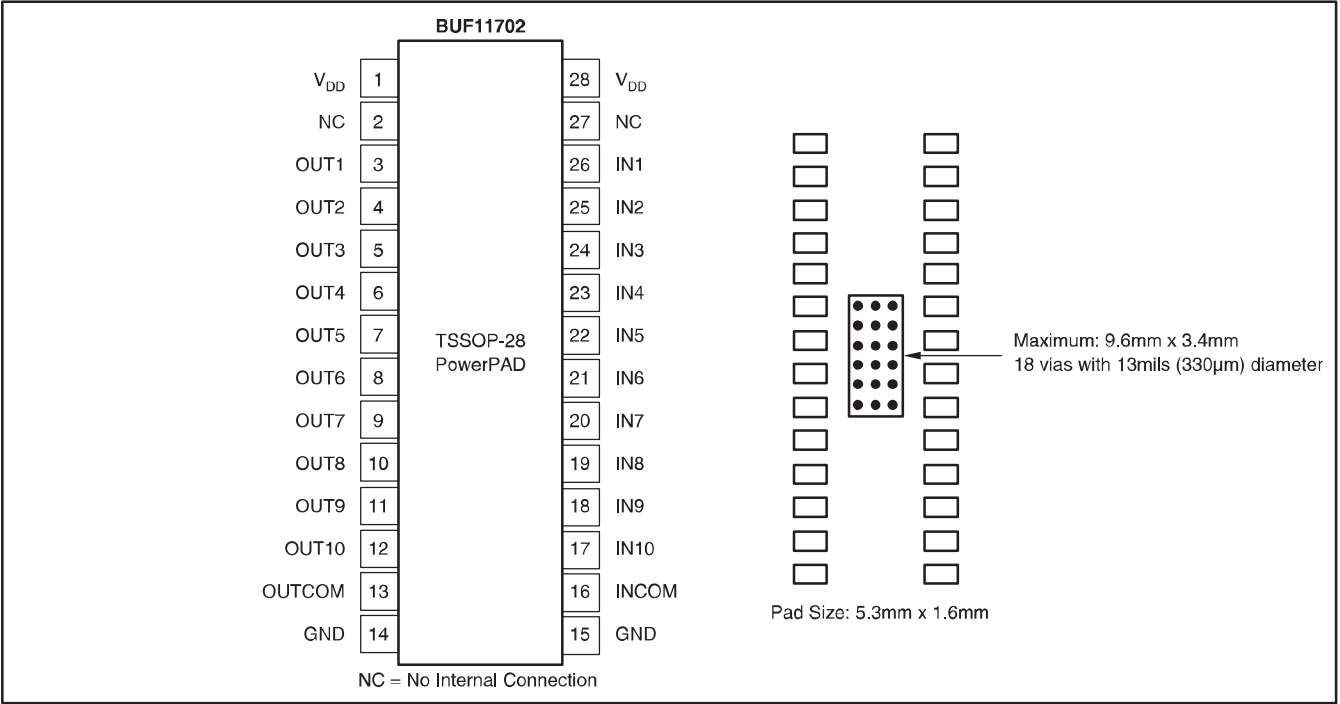 BUF11702
V_DD 1 28 V_DD
NC 2 27 NC
OUT1 3 26 IN1
OUT2 4 25 IN2
OUT3 5 24 IN3
OUT4 6 23 IN4
OUT5 7 22 IN5
OUT6 8 21 IN6
OUT7 9 20 IN7
OUT8 10 19 IN8
OUT9 11 18 IN9
OUT10 12 17 IN10
OUTCOM 13 16 INCOM
GND 14 15 GND
TSSOP-28
PowerPAD
NC = No Internal Connection
Maximum: 9.6mm x 3.4mm
18 vias with 13mils (330μm) diameter
Pad Size: 5.3mm x 1.6mm